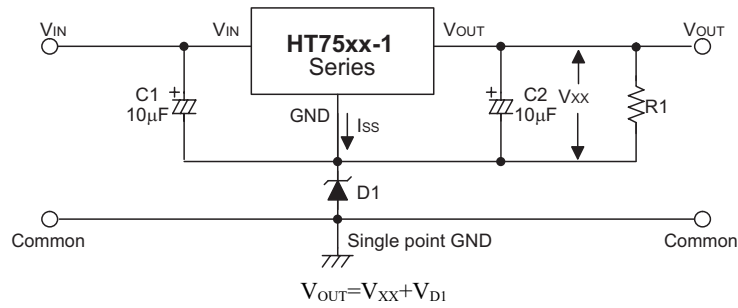 VIN
VIN
HT75xx-1
Series
VOUT
VOUT
C1
10μF
GND
ISS
C2
10μF
VXX
R1
D1
Common
Single point GND
Common
VOUT=VXX+VD1